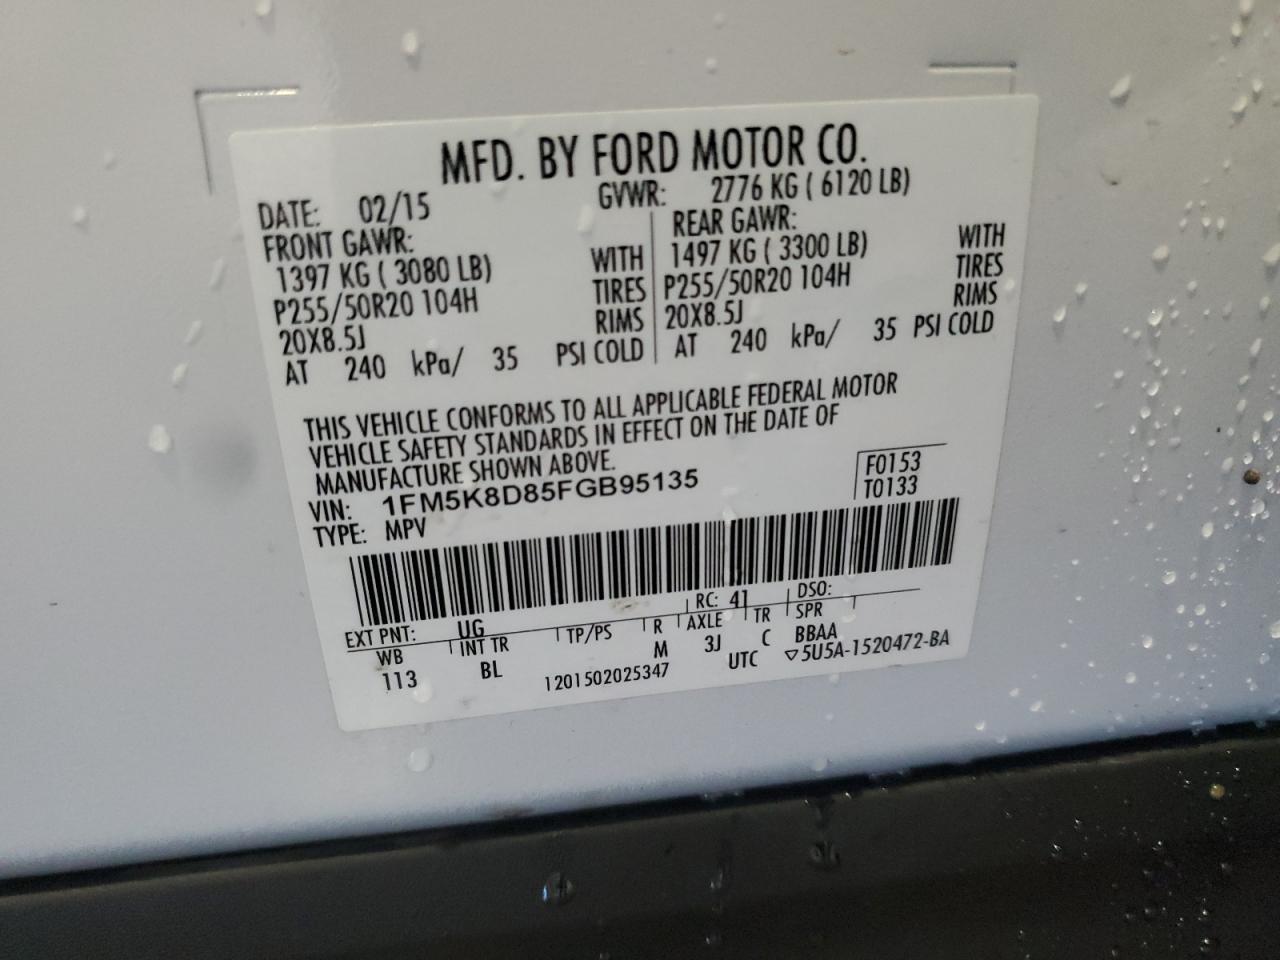 MFD. BY FORD MOTOR CO.
DATE: 02/15 GVWR: 2776 KG ( 6120 LB)
FRONT GAWR: REAR GAWR:
1397 KG ( 3080 LB) WITH 1497 KG ( 3300 LB) WITH
P255/50R20 104H TIRES P255/50R20 104H TIRES
20X8.5J RIMS 20X8.5J RIMS
AT 240 kPa/ 35 PSI COLD AT 240 kPa/ 35 PSI COLD
THIS VEHICLE CONFORMS TO ALL APPLICABLE FEDERAL MOTOR
VEHICLE SAFETY STANDARDS IN EFFECT ON THE DATE OF
MANUFACTURE SHOWN ABOVE.
VIN: 1FM5K8D85FGB95135 F0153
TYPE: MPV T0133
EXT PNT: UG RC: 41 DSO:
WB INT TR TP/PS R AXLE TR SPR
113 BL M 3J C BBAA
1201502025347 UTC ▽5U5A-1520472-BA